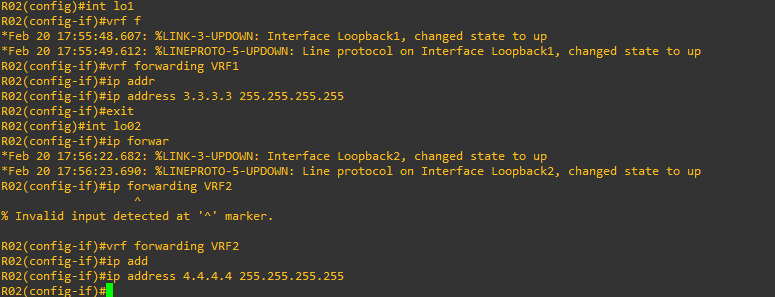 R02(config)#int lo1
R02(config-if)#vrf f
*Feb 20 17:55:48.607: %LINK-3-UPDOWN: Interface Loopback1, changed state to up
*Feb 20 17:55:49.612: %LINEPROTO-5-UPDOWN: Line protocol on Interface Loopback1, changed state to up
R02(config-if)#vrf forwarding VRF1
R02(config-if)#ip addr
R02(config-if)#ip address 3.3.3.3 255.255.255.255
R02(config-if)#exit
R02(config)#int lo02
R02(config-if)#ip forwar
*Feb 20 17:56:22.682: %LINK-3-UPDOWN: Interface Loopback2, changed state to up
*Feb 20 17:56:23.690: %LINEPROTO-5-UPDOWN: Line protocol on Interface Loopback2, changed state to up
R02(config-if)#ip forwarding VRF2
^
% Invalid input detected at '^' marker.
R02(config-if)#vrf forwarding VRF2
R02(config-if)#ip add
R02(config-if)#ip address 4.4.4.4 255.255.255.255
R02(config-if)#